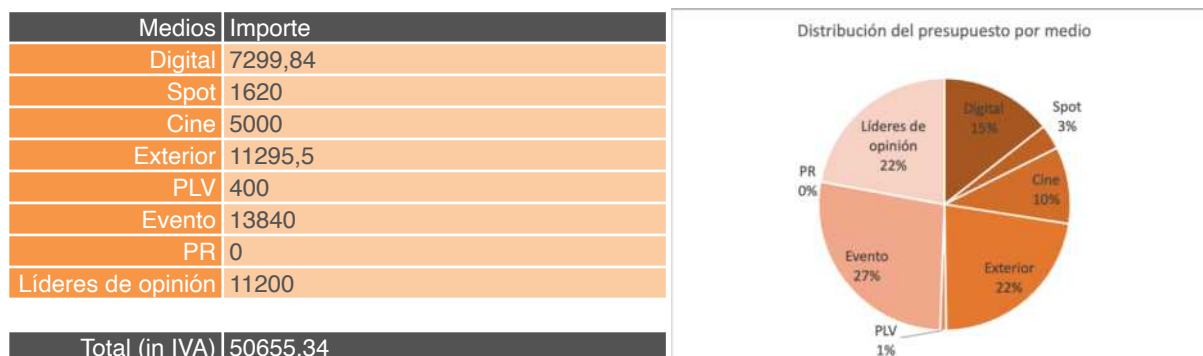 Medios Importe
Digital 7299,84
Spot 1620
Cine 5000
Exterior 11295,5
PLV 400
Evento 13840
PR 0
Líderes de opinión 11200
Total (in IVA) 50655,34
Distribución del presupuesto por medio
Digital
15%
Spot
3%
Cine
10%
Exterior
22%
PLV
1%
Evento
27%
PR
0%
Líderes de
opinión
22%